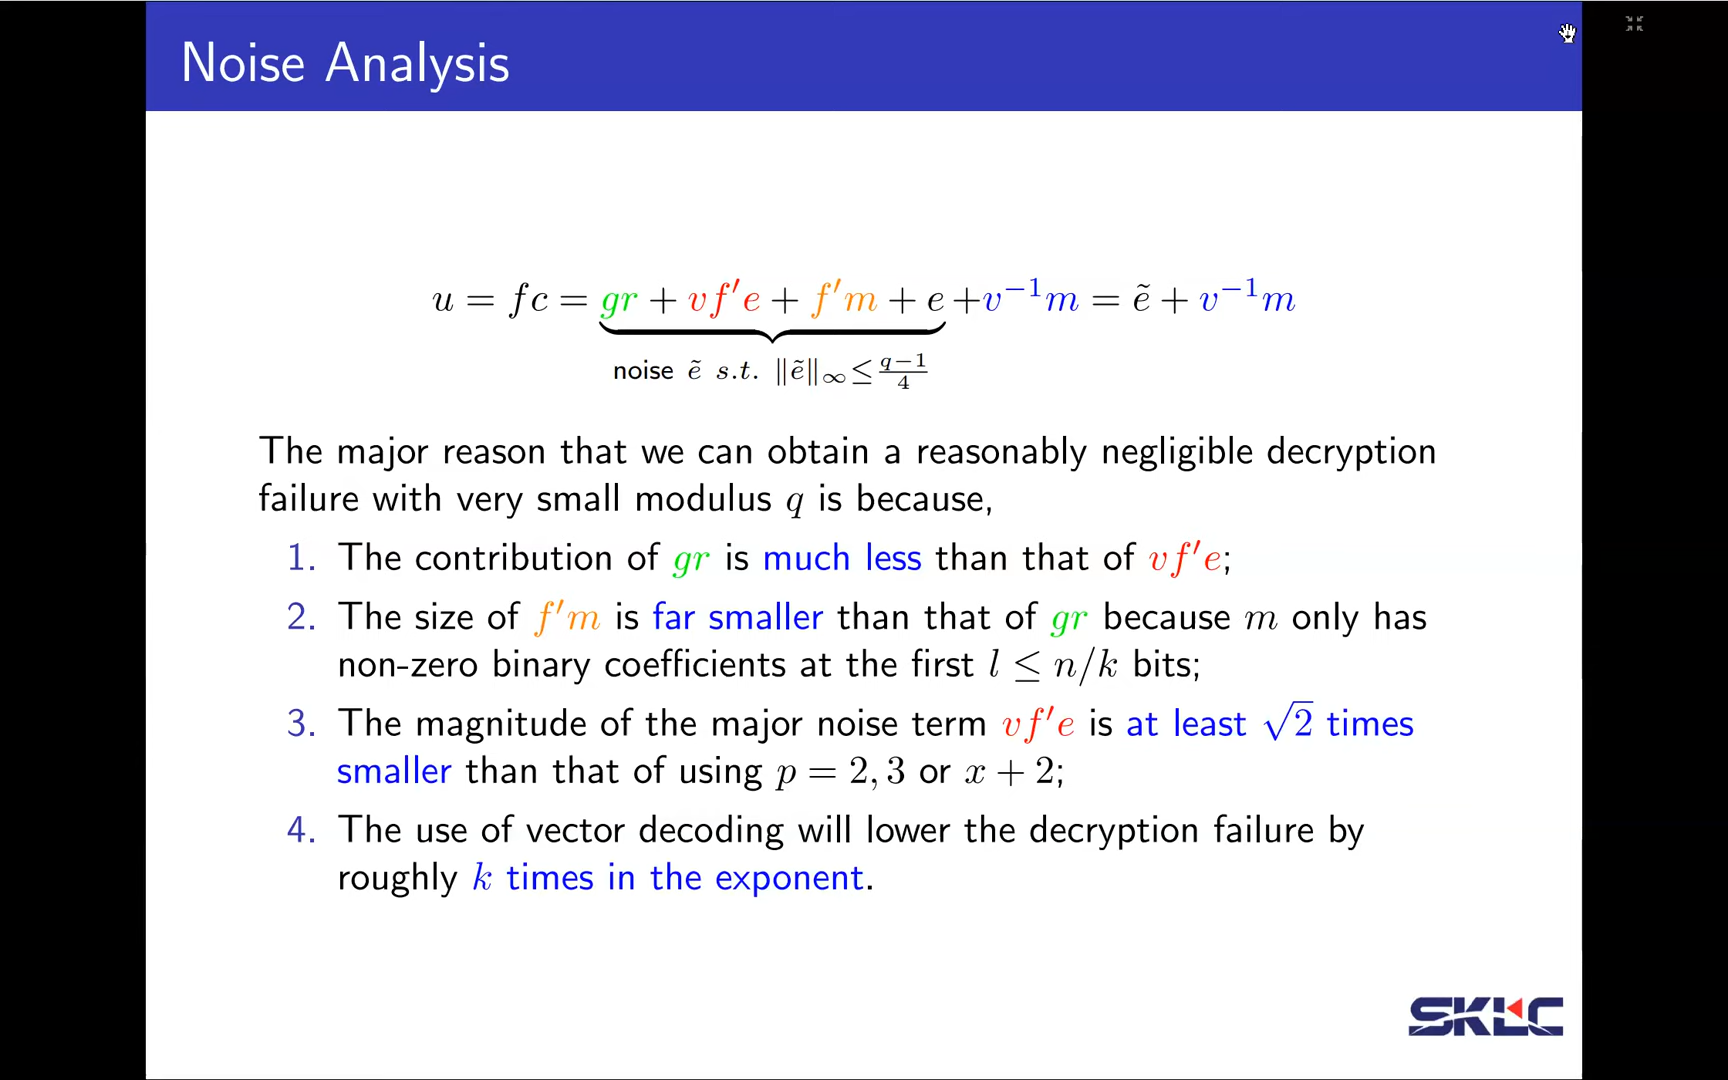 Noise Analysis
u = fc = gr + vf′e + f′m + e + v⁻¹m = ẽ + v⁻¹m
noise ẽ s.t. ‖ẽ‖∞ ≤ (q−1)/4
The major reason that we can obtain a reasonably negligible decryption
failure with very small modulus q is because,
1. The contribution of gr is much less than that of vf′e;
2. The size of f′m is far smaller than that of gr because m only has
non-zero binary coefficients at the first l ≤ n/k bits;
3. The magnitude of the major noise term vf′e is at least √2 times
smaller than that of using p = 2, 3 or x + 2;
4. The use of vector decoding will lower the decryption failure by
roughly k times in the exponent.
SKLC